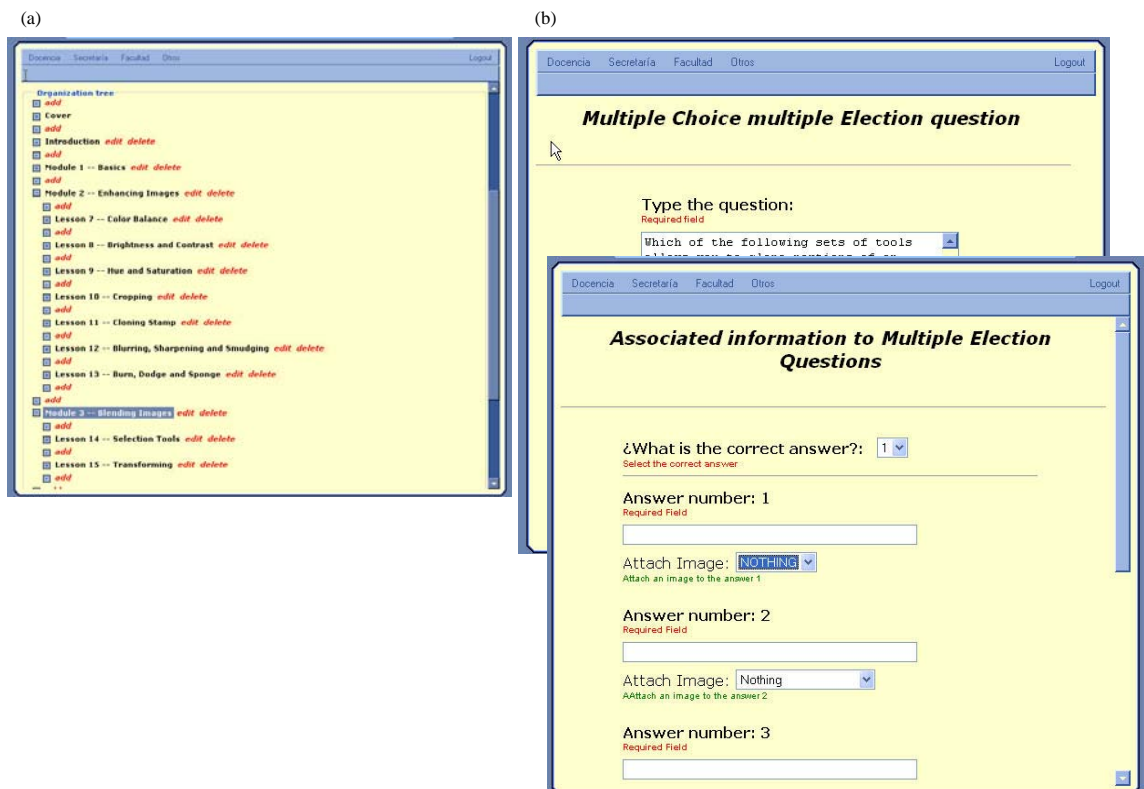 (a)
Docencia Secretaría Facultad Otros Logout
Organization tree
add
Cover
add
Introduction edit delete
add
Module 1 -- Basics edit delete
add
Module 2 -- Enhancing Images edit delete
add
Lesson 7 -- Color Balance edit delete
add
Lesson 8 -- Brightness and Contrast edit delete
add
Lesson 9 -- Hue and Saturation edit delete
add
Lesson 10 -- Cropping edit delete
add
Lesson 11 -- Cloning Stamp edit delete
add
Lesson 12 -- Blurring, Sharpening and Smudging edit delete
add
Lesson 13 -- Burn, Dodge and Sponge edit delete
add
add
Module 3 -- Blending Images edit delete
add
Lesson 14 -- Selection Tools edit delete
add
Lesson 15 -- Transforming edit delete
add
(b)
Docencia Secretaría Facultad Otros Logout
Multiple Choice multiple Election question
Type the question:
Required field
Which of the following sets of tools
Docencia Secretaría Facultad Otros Logout
Associated information to Multiple Election
Questions
¿What is the correct answer?: 1
Select the correct answer
Answer number: 1
Required Field
Attach Image: NOTHING
Attach an image to the answer 1
Answer number: 2
Required Field
Attach Image: Nothing
AAttach an image to the answer 2
Answer number: 3
Required Field